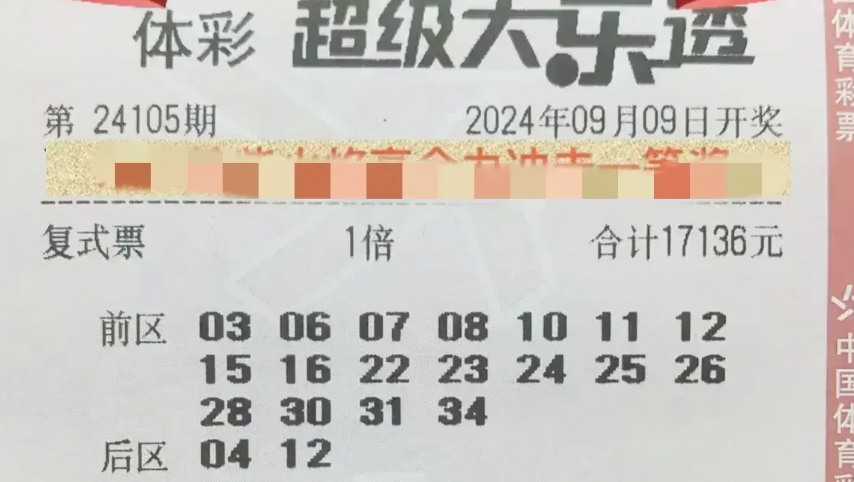 体彩 超级大乐透
第 24105期 2024年09月09日开奖
复式票 1倍 合计17136元
前区 03 06 07 08 10 11 12
15 16 22 23 24 25 26
28 30 31 34
后区 04 12
体育彩票
中国体育